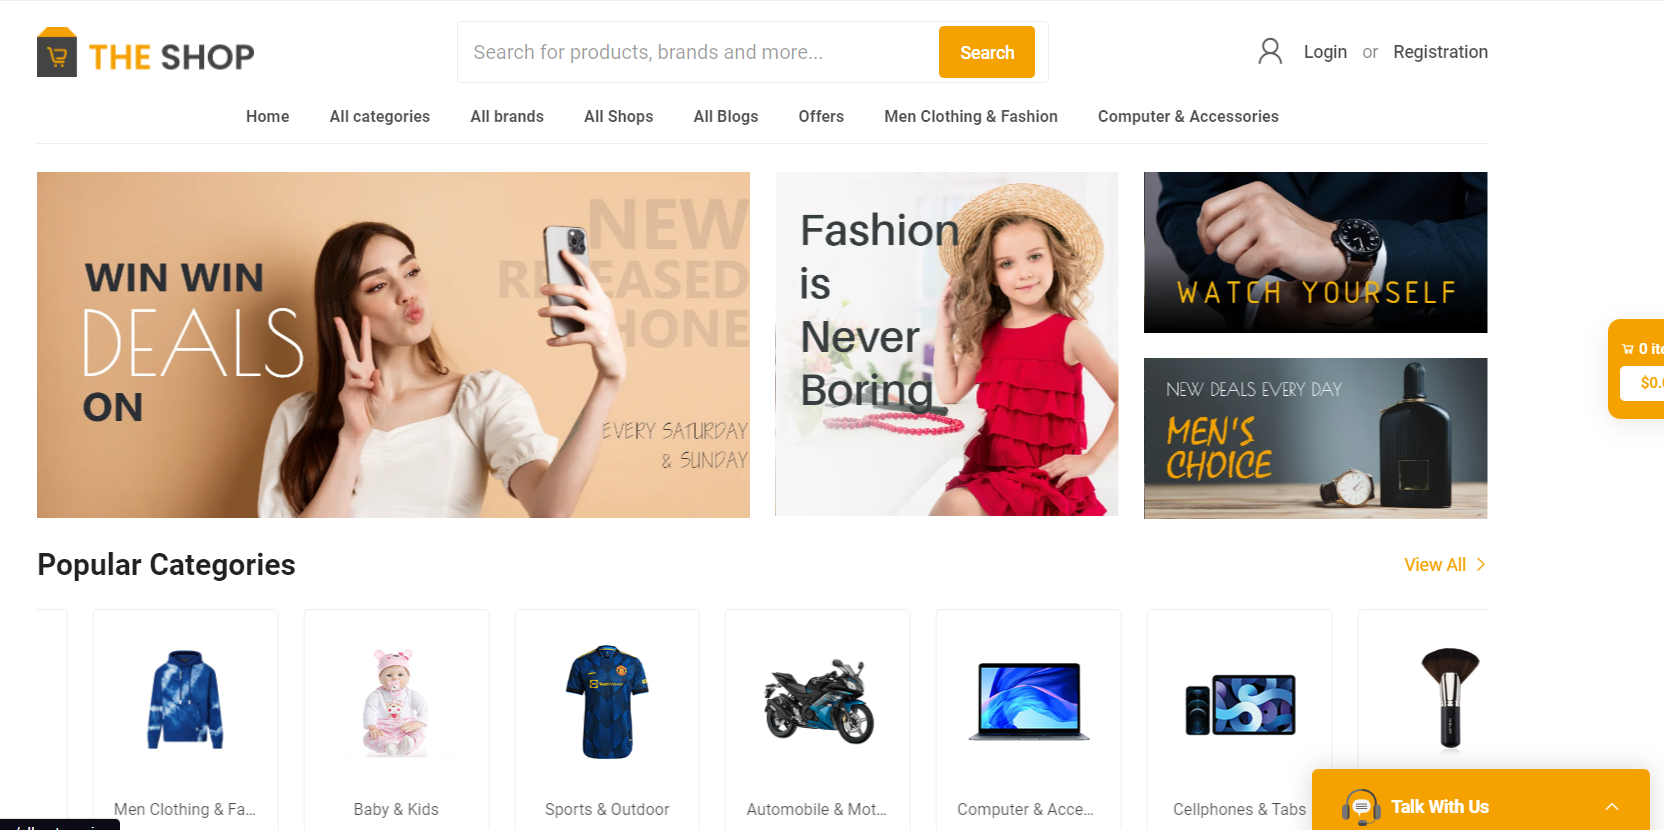 THE SHOP
Search for products, brands and more...
Search
Login or Registration
Home All categories All brands All Shops All Blogs Offers Men Clothing & Fashion Computer & Accessories
WIN WIN
DEALS
ON
NEW
RELEASED
PHONE
EVERY SATURDAY
& SUNDAY
Fashion
is
Never
Boring
WATCH YOURSELF
NEW DEALS EVERY DAY
MEN'S
CHOICE
0 ite
$0.
Popular Categories
View All
Men Clothing & Fa...
Baby & Kids
Sports & Outdoor
Automobile & Mot...
Computer & Acce...
Cellphones & Tabs
Talk With Us